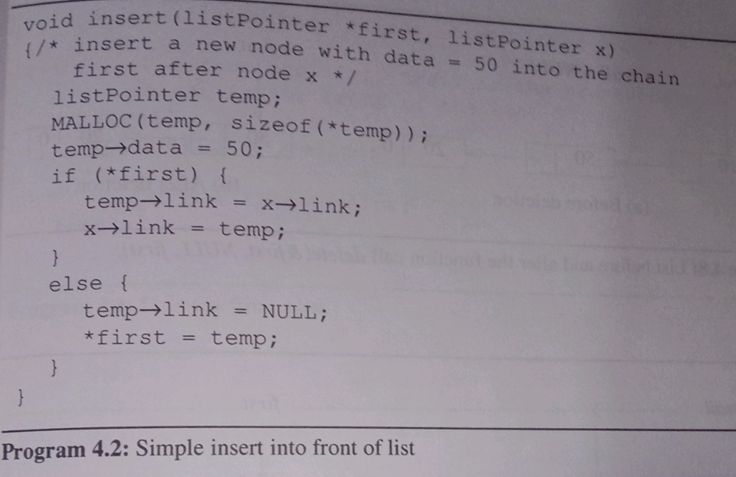 void insert(listPointer *first, listPointer x)
{/* insert a new node with data = 50 into the chain
first after node x */
listPointer temp;
MALLOC(temp, sizeof(*temp));
temp→data = 50;
if (*first) {
temp→link = x→link;
x→link = temp;
}
else {
temp→link = NULL;
*first = temp;
}
}
Program 4.2: Simple insert into front of list